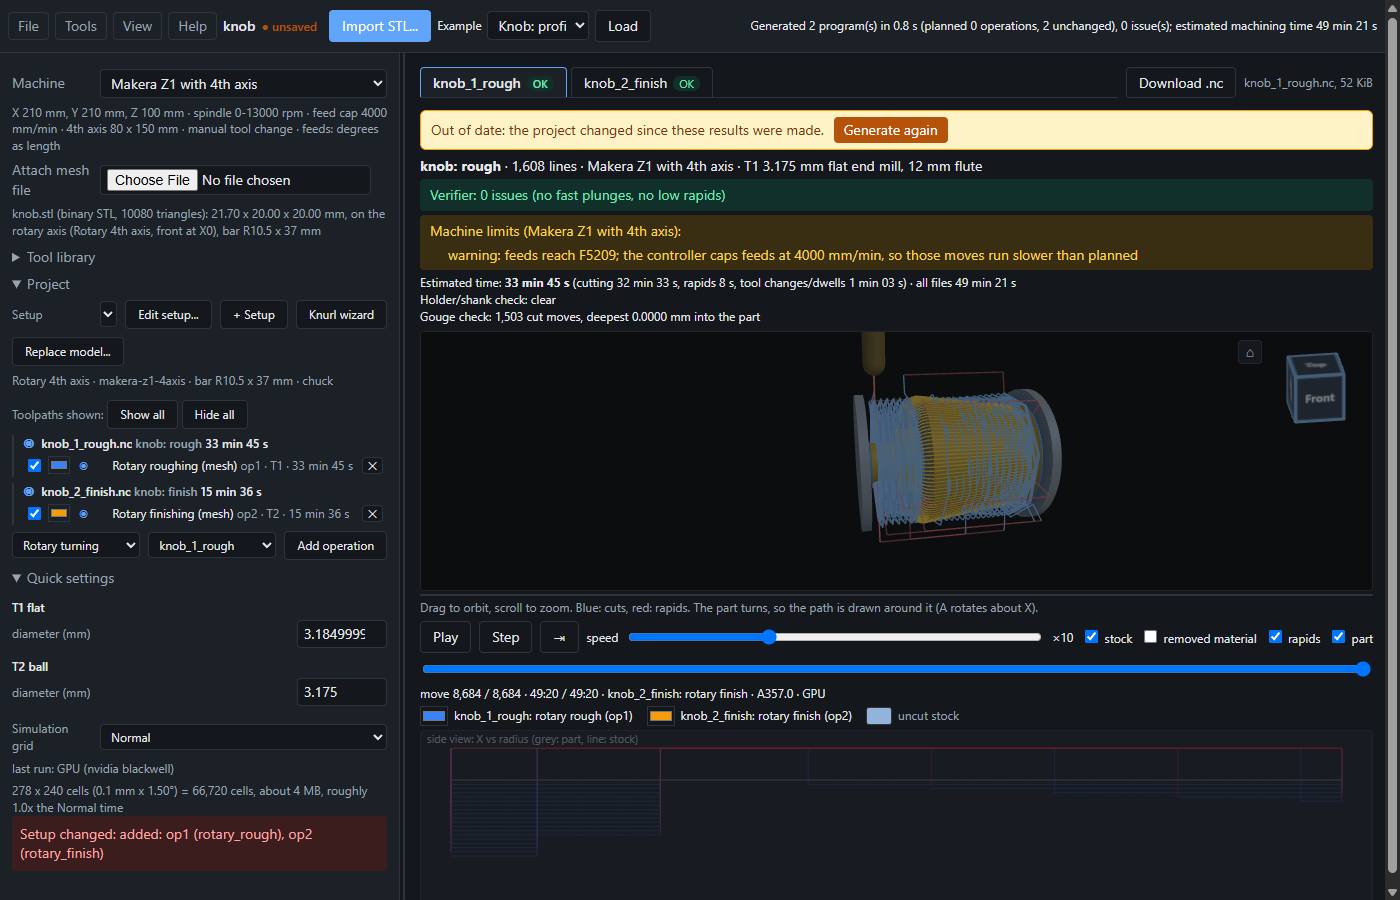 File Tools View Help knob • unsaved Import STL... Example Knob: profi Load Generated 2 program(s) in 0.8 s (planned 0 operations, 2 unchanged), 0 issue(s); estimated machining time 49 min 21 s
Machine Makera Z1 with 4th axis
X 210 mm, Y 210 mm, Z 100 mm · spindle 0-13000 rpm · feed cap 4000
mm/min · 4th axis 80 x 150 mm · manual tool change · feeds: degrees
as length
Attach mesh
file
Choose File No file chosen
knob.stl (binary STL, 10080 triangles): 21.70 x 20.00 x 20.00 mm, on the
rotary axis (Rotary 4th axis, front at X0), bar R10.5 x 37 mm
Tool library
Project
Setup Edit setup... + Setup Knurl wizard
Replace model...
Rotary 4th axis · makera-z1-4axis · bar R10.5 x 37 mm · chuck
Toolpaths shown: Show all Hide all
knob_1_rough.nc knob: rough 33 min 45 s
Rotary roughing (mesh) op1 · T1 · 33 min 45 s ×
knob_2_finish.nc knob: finish 15 min 36 s
Rotary finishing (mesh) op2 · T2 · 15 min 36 s ×
Rotary turning knob_1_rough Add operation
Quick settings
T1 flat
diameter (mm) 3.1849999
T2 ball
diameter (mm) 3.175
Simulation
grid
Normal
last run: GPU (nvidia blackwell)
278 x 240 cells (0.1 mm x 1.50°) = 66,720 cells, about 4 MB, roughly
1.0x the Normal time
Setup changed: added: op1 (rotary_rough), op2
(rotary_finish)
knob_1_rough OK knob_2_finish OK Download .nc knob_1_rough.nc, 52 KiB
Out of date: the project changed since these results were made. Generate again
knob: rough · 1,608 lines · Makera Z1 with 4th axis · T1 3.175 mm flat end mill, 12 mm flute
Verifier: 0 issues (no fast plunges, no low rapids)
Machine limits (Makera Z1 with 4th axis):
warning: feeds reach F5209; the controller caps feeds at 4000 mm/min, so those moves run slower than planned
Estimated time: 33 min 45 s (cutting 32 min 33 s, rapids 8 s, tool changes/dwells 1 min 03 s) · all files 49 min 21 s
Holder/shank check: clear
Gouge check: 1,503 cut moves, deepest 0.0000 mm into the part
Top
Front
Drag to orbit, scroll to zoom. Blue: cuts, red: rapids. The part turns, so the path is drawn around it (A rotates about X).
Play Step ⇥ speed ×10 stock removed material rapids part
move 8,684 / 8,684 · 49:20 / 49:20 · knob_2_finish: rotary finish · A357.0 · GPU
knob_1_rough: rotary rough (op1) knob_2_finish: rotary finish (op2) uncut stock
side view: X vs radius (grey: part, line: stock)